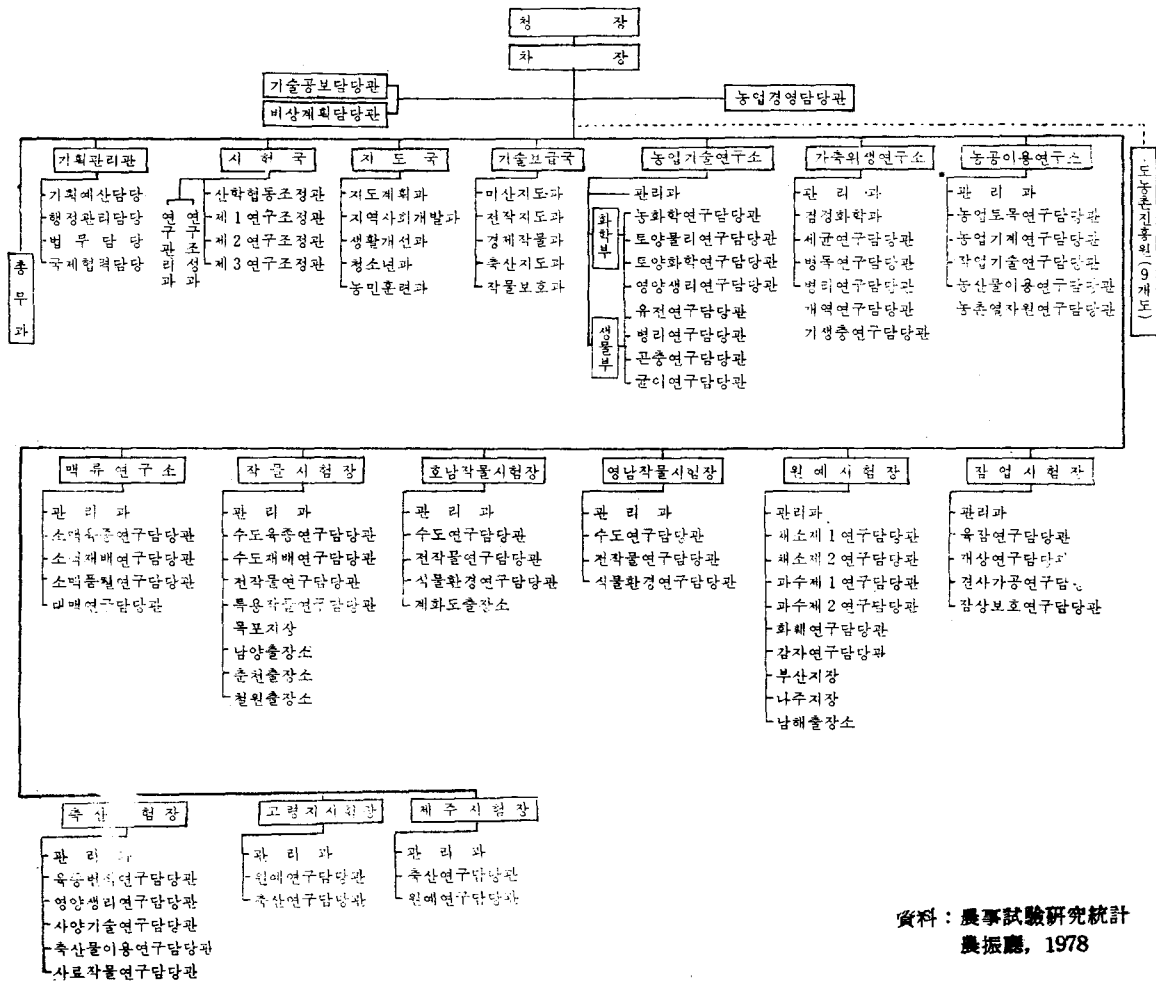 청 장
차 장
기술공보담당관
비상계획담당관
농업경영담당관
총무과
도농촌진흥원(9개도)
기획관리관
기획예산담당
행정관리담당
법 무 담 당
국제협력담당
시 험 국
연구관리과
연구조성과
산학협동조정관
제1연구조정관
제2연구조정관
제3연구조정관
지 도 국
지도계획과
지역사회개발과
생활개선과
청소년과
농민훈련과
기술보급국
미산지도과
전작지도과
경제작물과
축산지도과
작물보호과
농업기술연구소
관리과
화학부
농화학연구담당관
토양물리연구담당관
토양화학연구담당관
영양생리연구담당관
생물부
유전연구담당관
병리연구담당관
곤충연구담당관
균이연구담당관
가축위생연구소
관 리 과
세균연구담당관
병독연구담당관
병리연구담당관
개역연구담당관
기생충연구담당관
농공이용연구소
관 리 과
농업토목연구담당관
농업기계연구담당관
작업기술연구담당관
농산물이용연구담당관
농촌열자원연구담당관
맥류연구소
관 리 과
소맥육종연구담당관
소맥재배연구담당관
소맥품질연구담당관
대맥연구담당관
작물시험장
관 리 과
수도육종연구담당관
수도재배연구담당관
전작물연구담당관
특용작물연구담당관
목포지장
남양출장소
춘천출장소
철원출장소
호남작물시험장
관 리 과
수도연구담당관
전작물연구담당관
식물환경연구담당관
계화도출장소
영남작물시험장
관 리 과
수도연구담당관
전작물연구담당관
식물환경연구담당관
원예시험장
관리과
채소제1연구담당관
채소제2연구담당관
과수제1연구담당관
과수제2연구담당관
화훼연구담당관
감자연구담당관
부산지장
나주지장
남해출장소
잠업시험장
관리과
육잠연구담당관
재상연구담당
견사가공연구담당
잠상보호연구담당관
축산 험장
관 리 과
육종번식연구담당관
영양생리연구담당관
사양기술연구담당관
축산물이용연구담당관
사료작물연구담당관
고령지시험장
관 리 과
원예연구담당관
축산연구담당관
제주시험장
관 리 과
축산연구담당관
원예연구담당관
資料：農事試驗硏究統計
農振廳, 1978